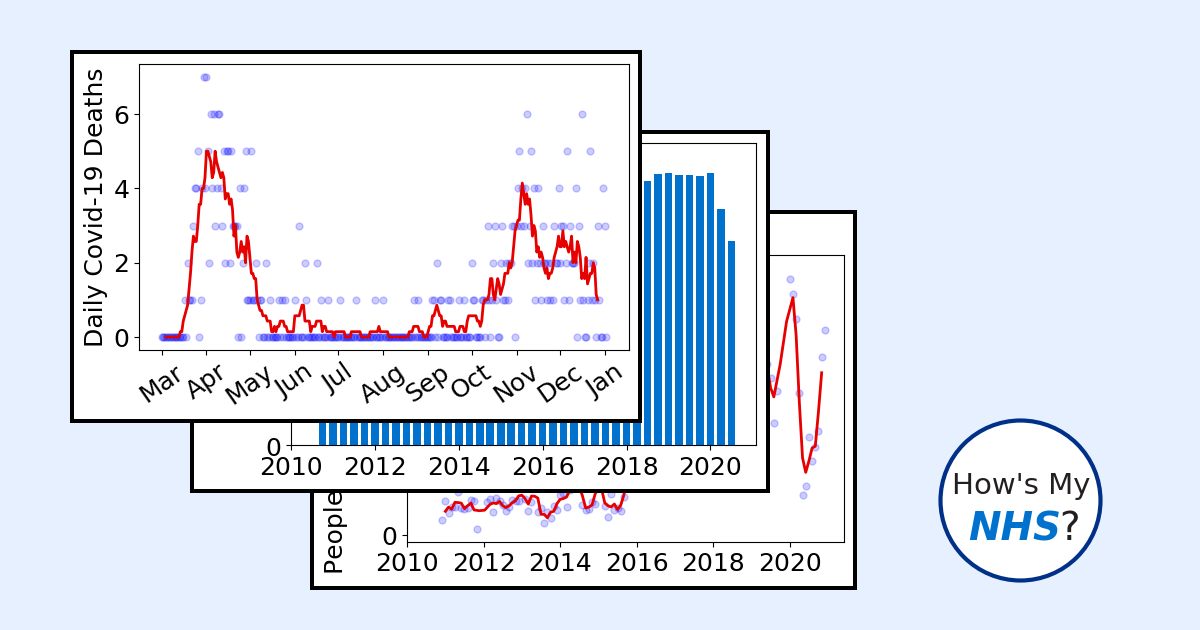 Daily Covid-19 Deaths
6
4
2
0
Mar Apr May Jun Jul Aug Sep Oct Nov Dec Jan
0
2010 2012 2014 2016 2018 2020
People
0
2010 2012 2014 2016 2018 2020
How's My
NHS?